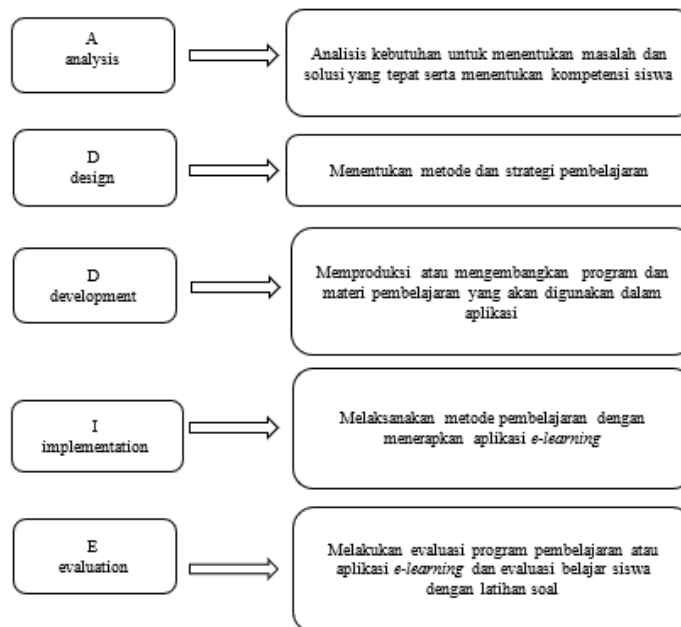 A
analysis
Analisis kebutuhan untuk menentukan masalah dan
solusi yang tepat serta menentukan kompetensi siswa
D
design
Menentukan metode dan strategi pembelajaran
D
development
Memproduksi atau mengembangkan program dan
materi pembelajaran yang akan digunakan dalam
aplikasi
I
implementation
Melaksanakan metode pembelajaran dengan
menerapkan aplikasi e-learning
E
evaluation
Melakukan evaluasi program pembelajaran atau
aplikasi e-learning dan evaluasi belajar siswa
dengan latihan soal